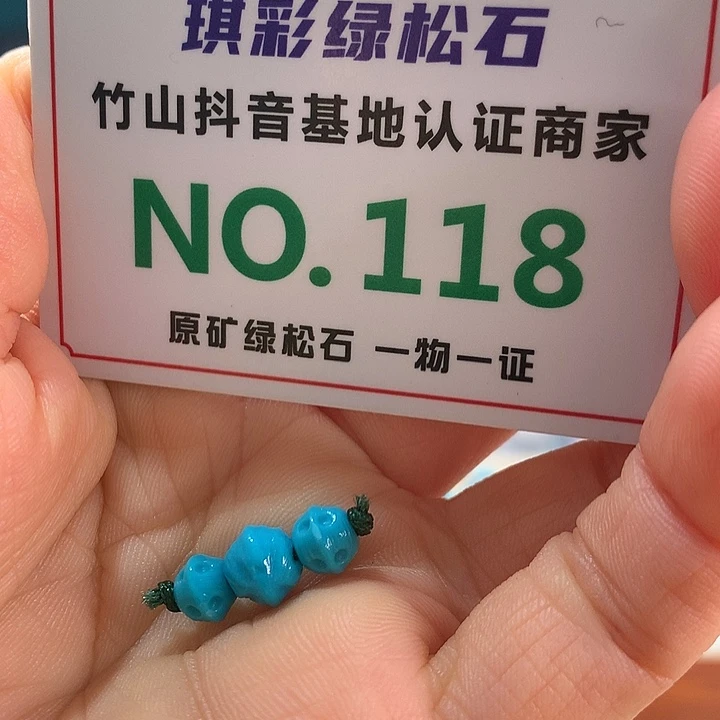 琪彩绿松石
竹山抖音基地认证商家
NO.118
原矿绿松石 一物一证